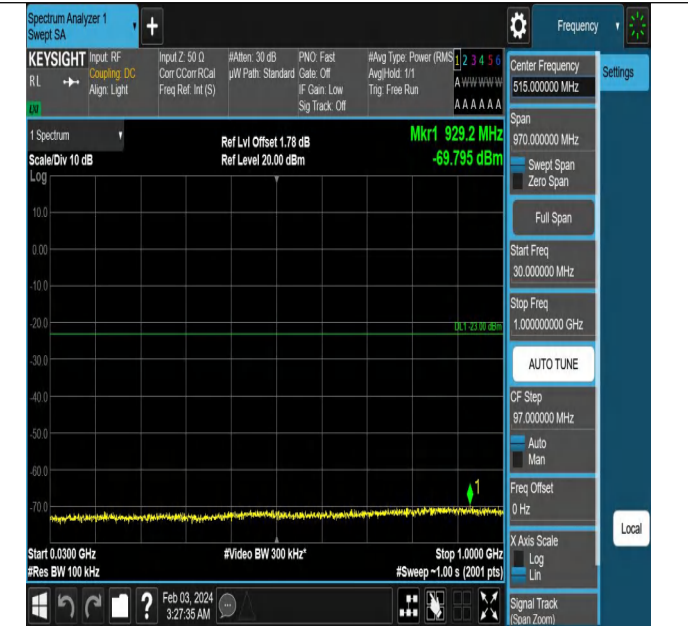 Spectrum Analyzer 1
Swept SA
+
Frequency
KEYSIGHT
RL
LXI
Input: RF
Coupling: DC
Align: Light
Input Z: 50 Ω
Corr CCorr RCal
Freq Ref: Int (S)
#Atten: 30 dB
µW Path: Standard
PNO: Fast
Gate: Off
IF Gain: Low
Sig Track: Off
#Avg Type: Power (RMS
Avg|Hold: 1/1
Trig: Free Run
1 2 3 4 5 6
A W W W W W
A A A A A A
1 Spectrum
Scale/Div 10 dB
Log
Ref Lvl Offset 1.78 dB
Ref Level 20.00 dBm
Mkr1 929.2 MHz
-69.795 dBm
10.0
0.00
-10.0
-20.0
DL1 -23.00 dBm
-30.0
-40.0
-50.0
-60.0
-70.0
1
Start 0.0300 GHz
#Res BW 100 kHz
#Video BW 300 kHz*
Stop 1.0000 GHz
#Sweep ~1.00 s (2001 pts)
Feb 03, 2024
3:27:35 AM
?
Center Frequency
515.000000 MHz
Settings
Span
970.000000 MHz
Swept Span
Zero Span
Full Span
Start Freq
30.000000 MHz
Stop Freq
1.000000000 GHz
AUTO TUNE
CF Step
97.000000 MHz
Auto
Man
Freq Offset
0 Hz
X Axis Scale
Log
Lin
Local
Signal Track
(Span Zoom)